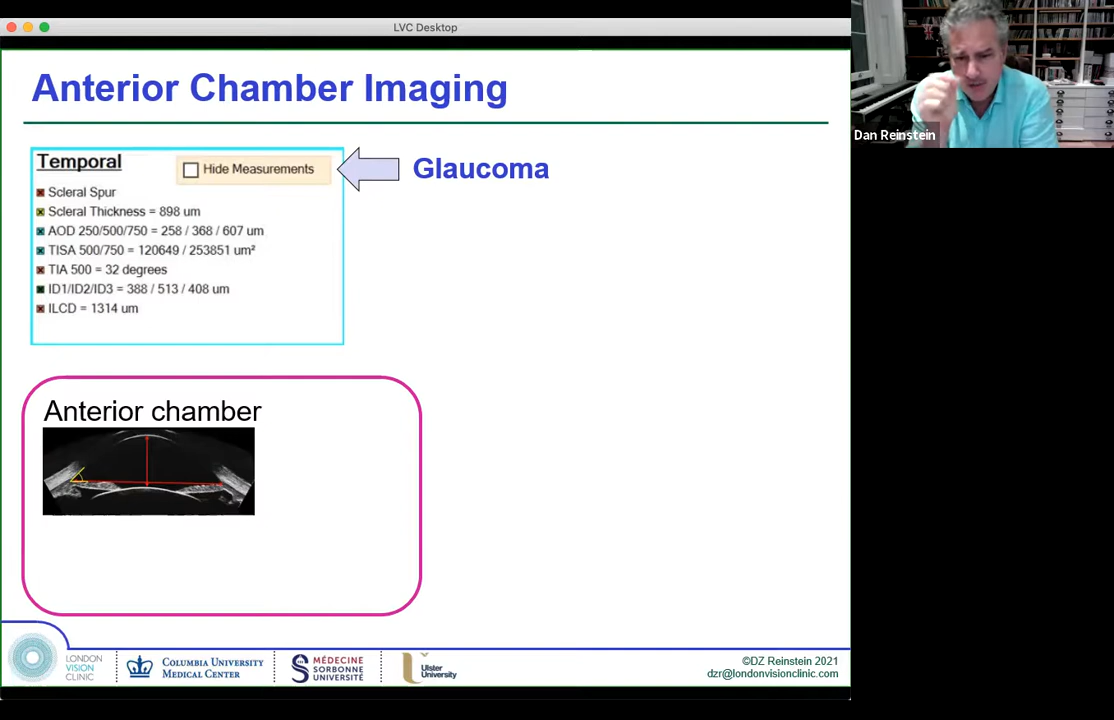 LVC Desktop
Anterior Chamber Imaging
Temporal
Hide Measurements
Glaucoma
Scleral Spur
Scleral Thickness = 898 um
AOD 250/500/750 = 258 / 368 / 607 um
TISA 500/750 = 120649 / 253851 um²
TIA 500 = 32 degrees
ID1/ID2/ID3 = 388 / 513 / 408 um
ILCD = 1314 um
Anterior chamber
LONDON
VISION
CLINIC
COLUMBIA UNIVERSITY
MEDICAL CENTER
MÉDECINE
SORBONNE
UNIVERSITÉ
Ulster
University
©DZ Reinstein 2021
dzr@londonvisionclinic.com
Dan Reinstein